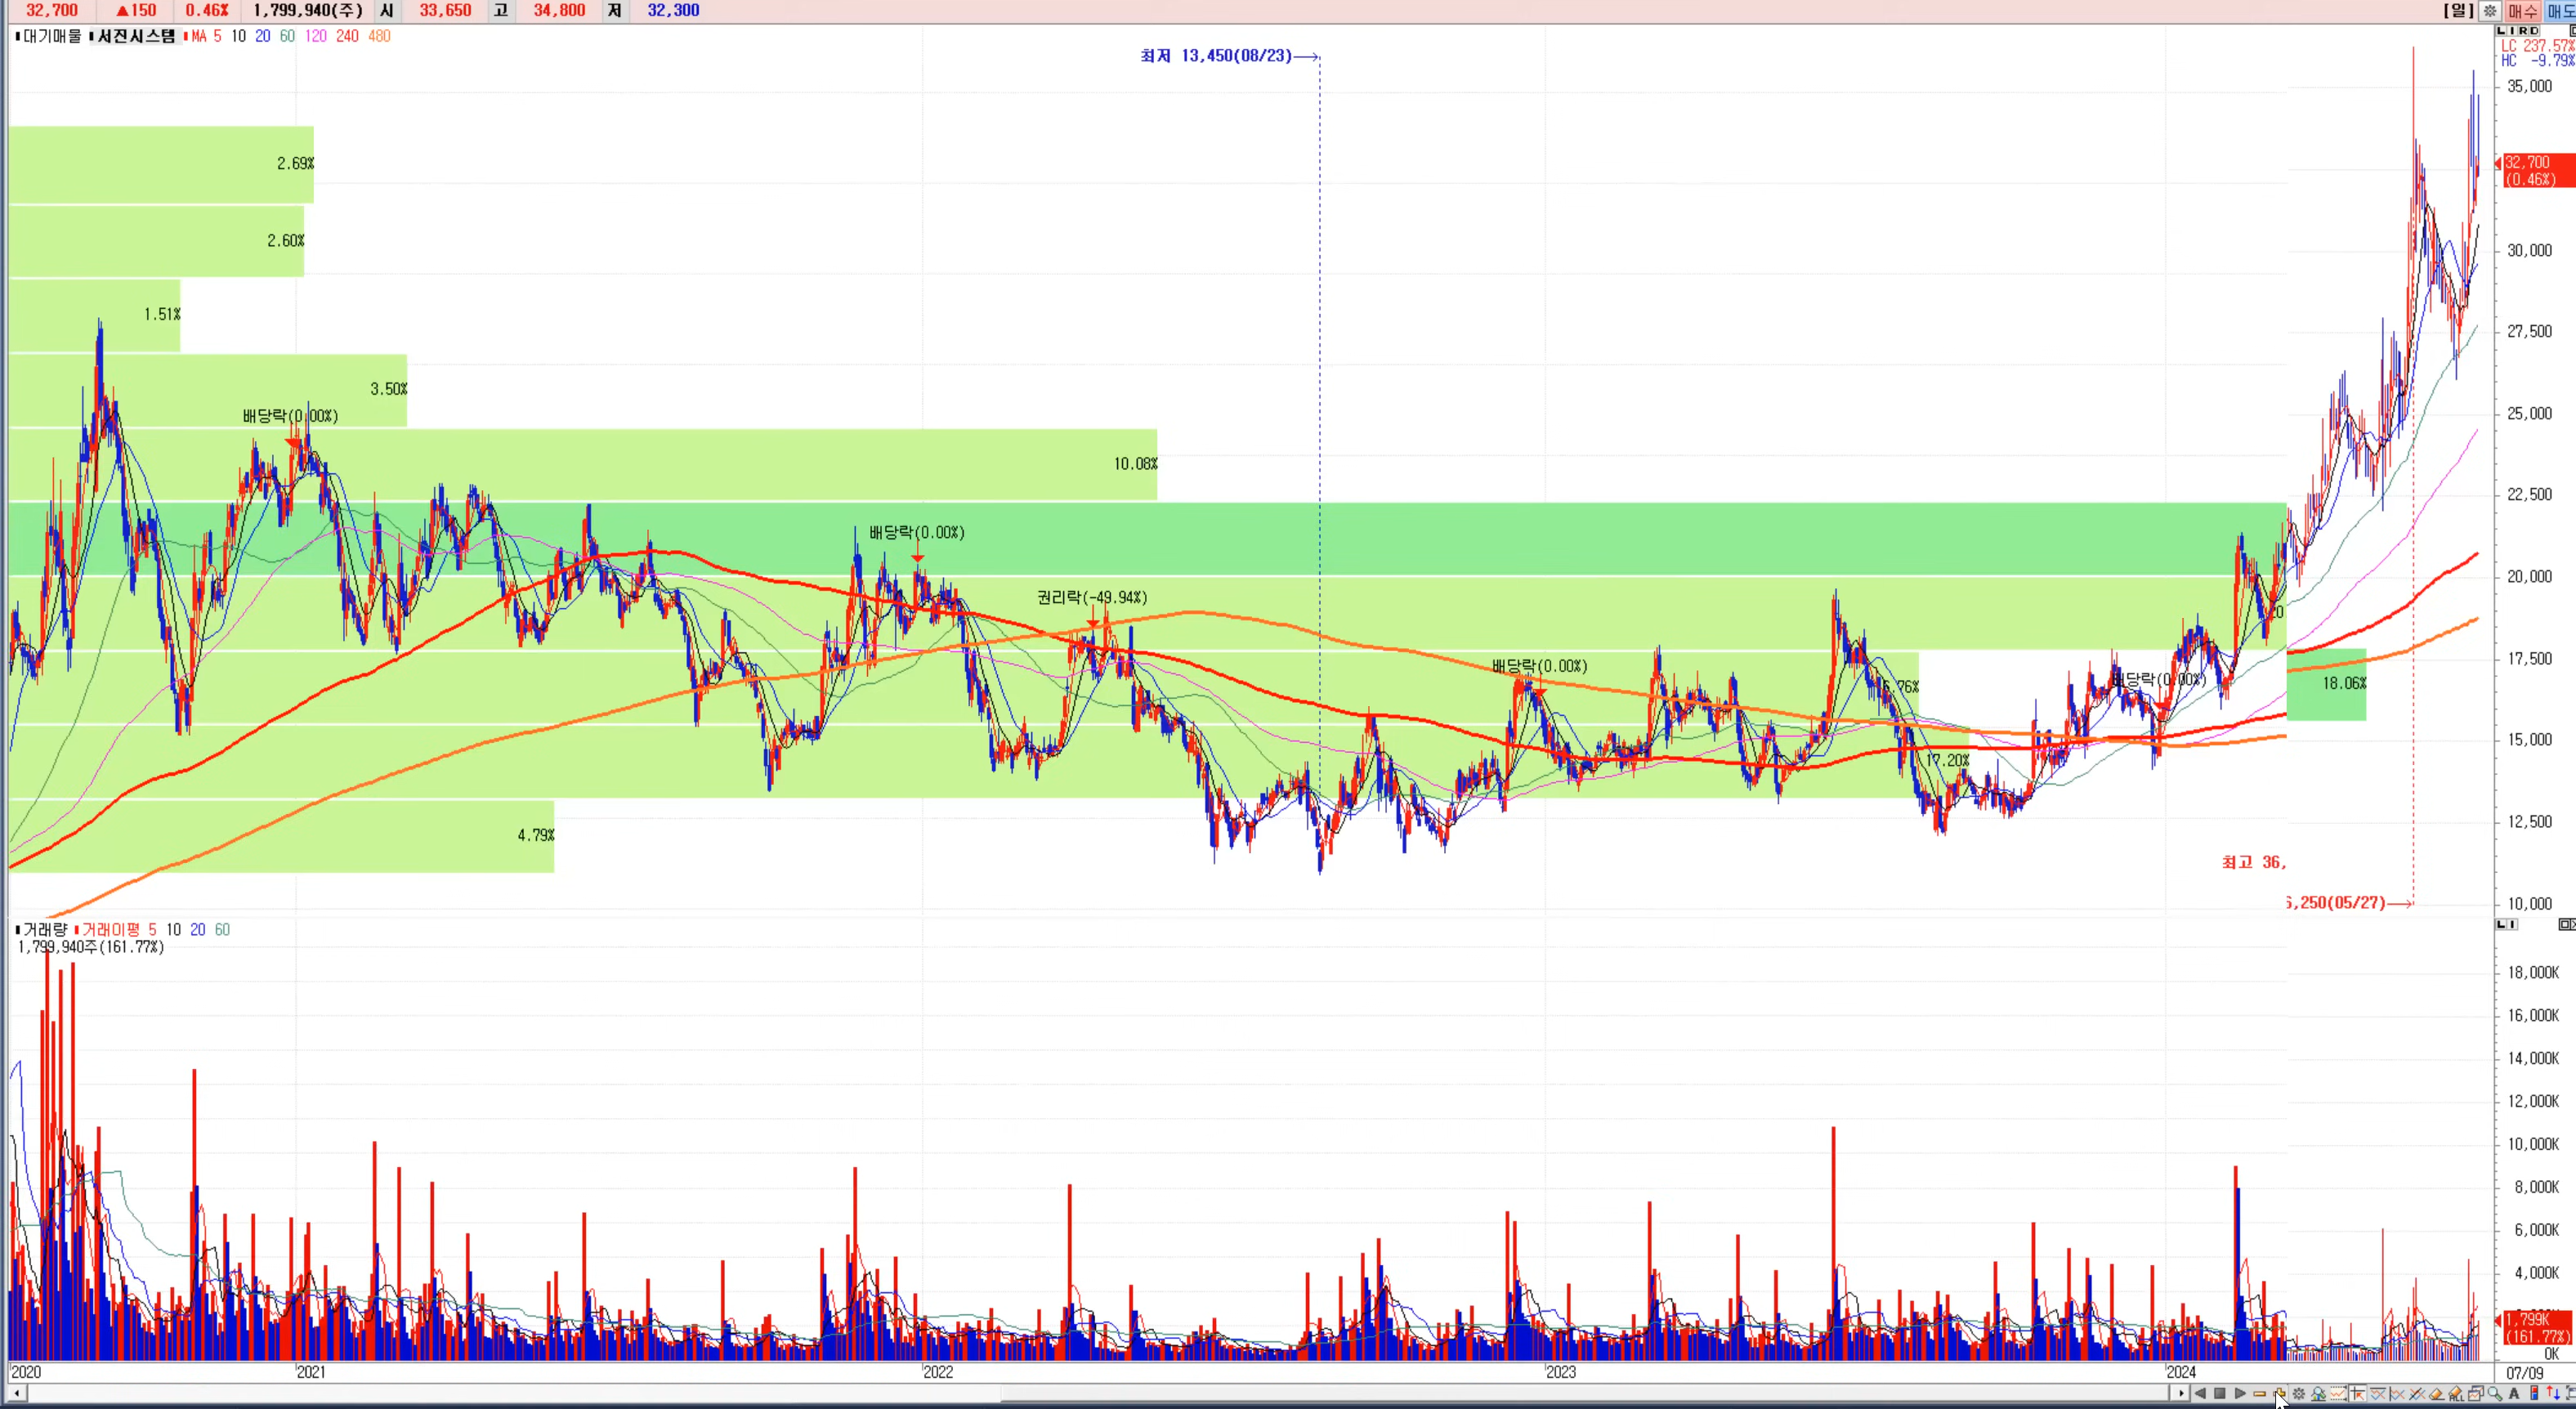 32,700 ▲150 0.46% 1,799,940(주) 시 33,650 고 34,800 저 32,300 [일] 매수 매도
대기매물 서진시스템 MA 5 10 20 60 120 240 480
L I R D
최저 13,450(08/23)
LC 237.57%
HC -9.79%
35,000
2.69%
32,700
(0.46%)
2.60%
30,000
1.51%
27,500
3.50%
배당락(0.00%)
25,000
10.08%
22,500
배당락(0.00%)
20,000
권리락(-49.94%)
배당락(0.00%)
17,500
배당락(0.00%)
18.06%
17.20%
15,000
4.79%
12,500
최고 36,
5,250(05/27)
10,000
거래량 거래이평 5 10 20 60
L I
1,799,940주(161.77%)
18,000K
16,000K
14,000K
12,000K
10,000K
8,000K
6,000K
4,000K
1,799K
(161.77%)
0K
2020 2021 2022 2023 2024 07/09
A